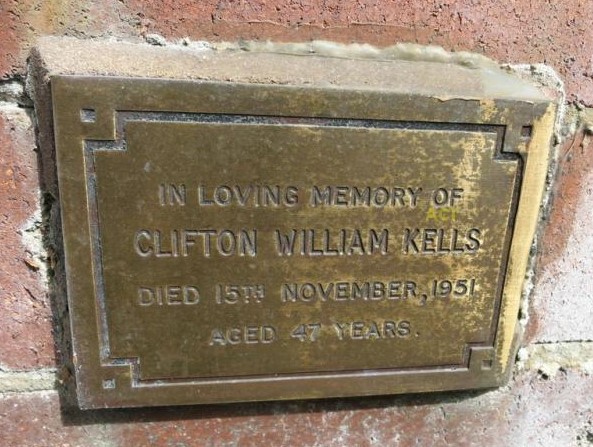 IN LOVING MEMORY OF
CLIFTON WILLIAM KELLS
DIED 15TH NOVEMBER, 1951
AGED 47 YEARS.